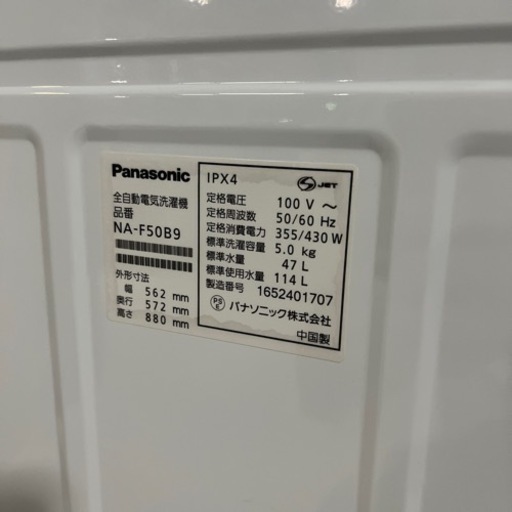 Panasonic
全自動電気洗濯機
品番
NA-F50B9
外形寸法
幅 562 mm
奥行 572 mm
高さ 880 mm
IPX4
S JET
定格電圧 100 V ～
定格周波数 50/60 Hz
定格消費電力 355/430 W
標準洗濯容量 5.0 kg
標準水量 47 L
標準使用水量 114 L
製造番号 1652401707
PSE パナソニック株式会社
中国製